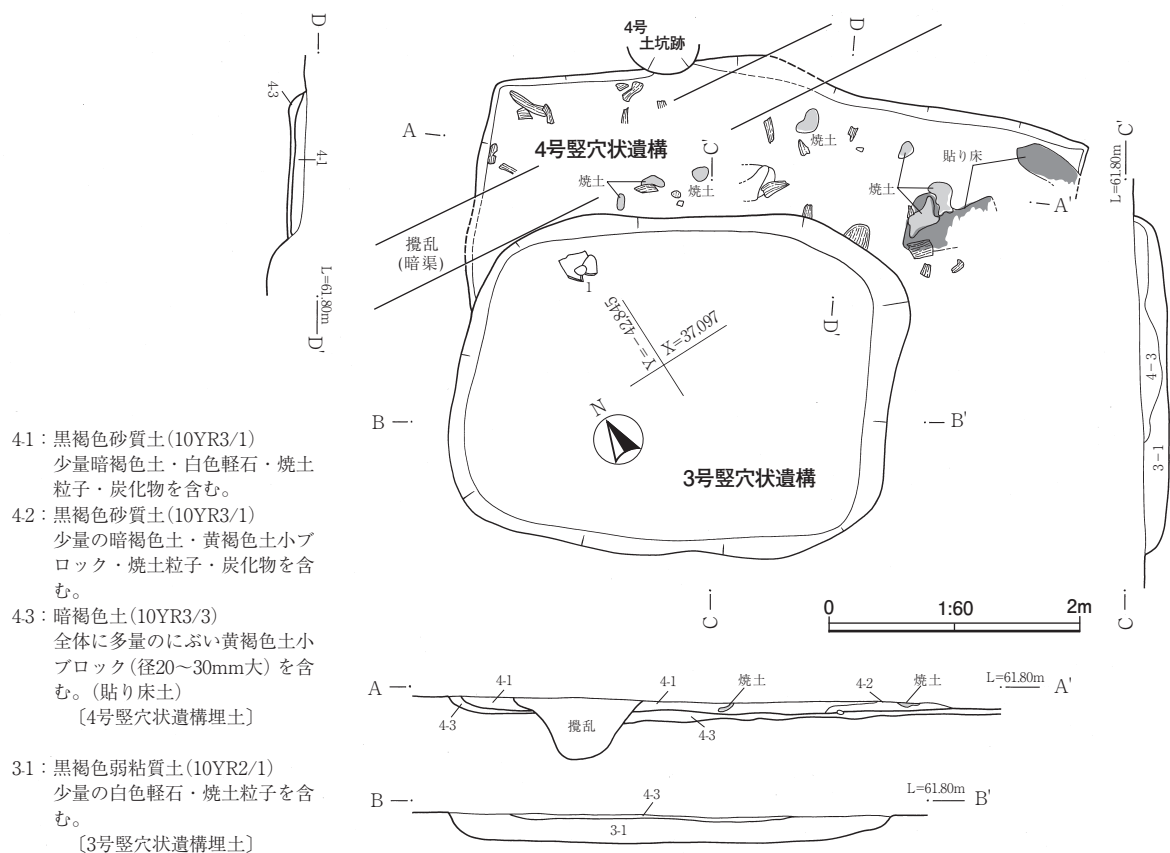 D
4-3
4-1
L=61.80m
D'
4号
土坑跡
D
A
4号竪穴状遺構
C'
焼土
貼り床
焼土
焼土
焼土
A'
C'
L=61.80m
攪乱
(暗渠)
1
Y=-42,845
X=37,097
D'
4-3
3-1
B
N
B'
3号竪穴状遺構
C
C
0 1:60 2m
4-1：黒褐色砂質土(10YR3/1)
少量暗褐色土・白色軽石・焼土
粒子・炭化物を含む。
4-2：黒褐色砂質土(10YR3/1)
少量の暗褐色土・黄褐色土小ブ
ロック・焼土粒子・炭化物を含
む。
4-3：暗褐色土(10YR3/3)
全体に多量のにぶい黄褐色土小
ブロック(径20〜30mm大)を含
む。(貼り床土)
〔4号竪穴状遺構埋土〕
3-1：黒褐色弱粘質土(10YR2/1)
少量の白色軽石・焼土粒子を含
む。
〔3号竪穴状遺構埋土〕
A 4-1 4-1 焼土 4-2 焼土 L=61.80m A'
4-3 攪乱 4-3
B 4-3 L=61.80m B'
3-1